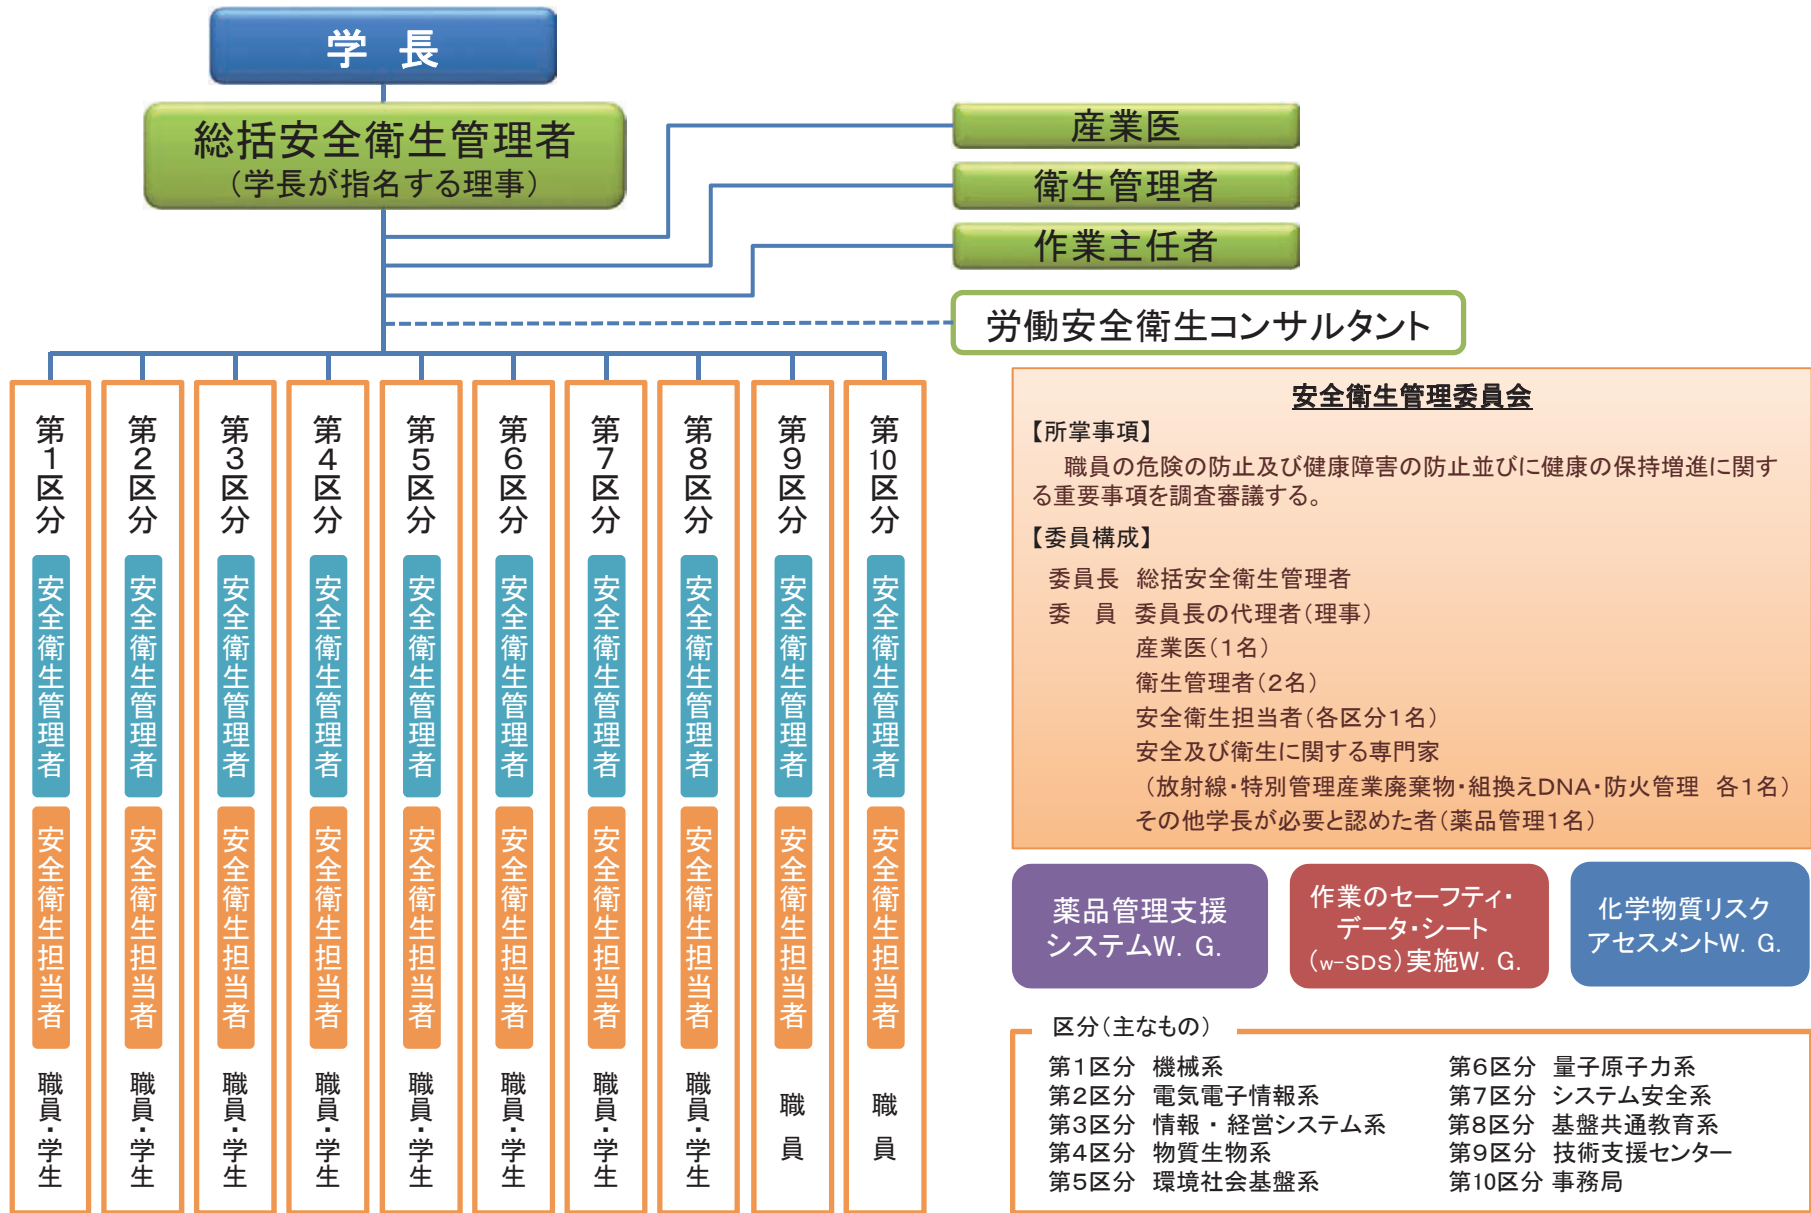 学 長
総括安全衛生管理者
（学長が指名する理事）
産業医
衛生管理者
作業主任者
労働安全衛生コンサルタント
第1区分
安全衛生管理者
安全衛生担当者
職員・学生
第2区分
安全衛生管理者
安全衛生担当者
職員・学生
第3区分
安全衛生管理者
安全衛生担当者
職員・学生
第4区分
安全衛生管理者
安全衛生担当者
職員・学生
第5区分
安全衛生管理者
安全衛生担当者
職員・学生
第6区分
安全衛生管理者
安全衛生担当者
職員・学生
第7区分
安全衛生管理者
安全衛生担当者
職員・学生
第8区分
安全衛生管理者
安全衛生担当者
職員・学生
第9区分
安全衛生管理者
安全衛生担当者
職員
第10区分
安全衛生管理者
安全衛生担当者
職員
安全衛生管理委員会
【所掌事項】
職員の危険の防止及び健康障害の防止並びに健康の保持増進に関す
る重要事項を調査審議する。
【委員構成】
委員長 総括安全衛生管理者
委 員 委員長の代理者（理事）
産業医（1名）
衛生管理者（2名）
安全衛生担当者（各区分1名）
安全及び衛生に関する専門家
（放射線・特別管理産業廃棄物・組換えDNA・防火管理 各1名）
その他学長が必要と認めた者（薬品管理1名）
薬品管理支援
システムW. G.
作業のセーフティ・
データ・シート
（w-SDS）実施W. G.
化学物質リスク
アセスメントW. G.
区分（主なもの）
第1区分 機械系
第2区分 電気電子情報系
第3区分 情報・経営システム系
第4区分 物質生物系
第5区分 環境社会基盤系
第6区分 量子原子力系
第7区分 システム安全系
第8区分 基盤共通教育系
第9区分 技術支援センター
第10区分 事務局